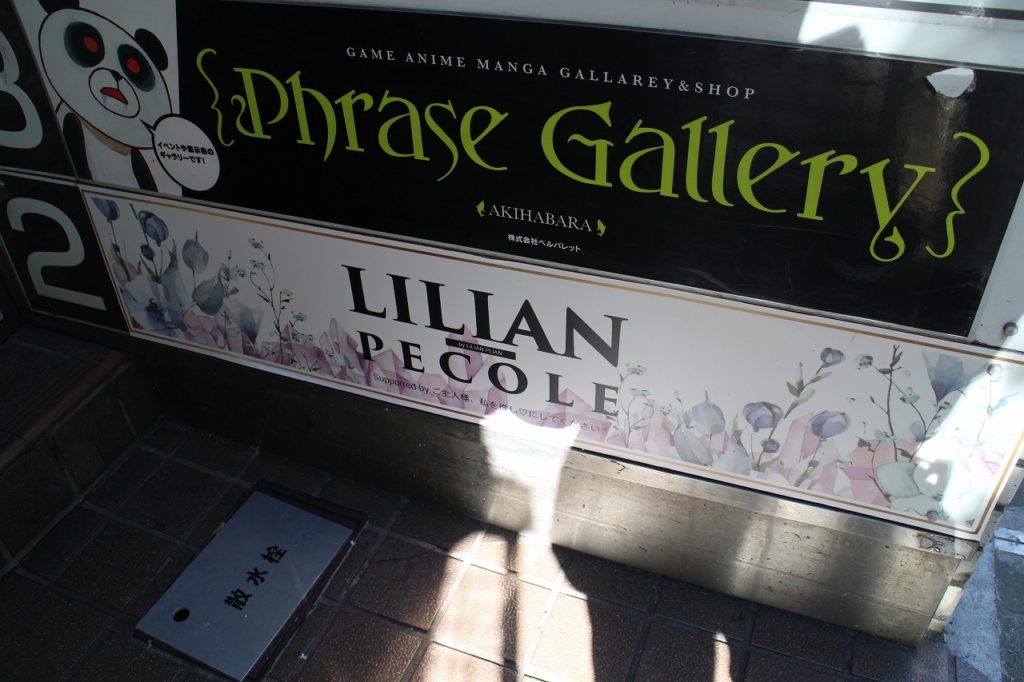 3
GAME ANIME MANGA GALLAREY&SHOP
{Phrase Gallery}
イベントや展示会の
ギャラリーです!
AKIHABARA
株式会社ベルパレット
2
LILIAN
by LILIAN PLIAN
PECOLE
Supported by ご主人様、私を推し♡にしてください
散水栓